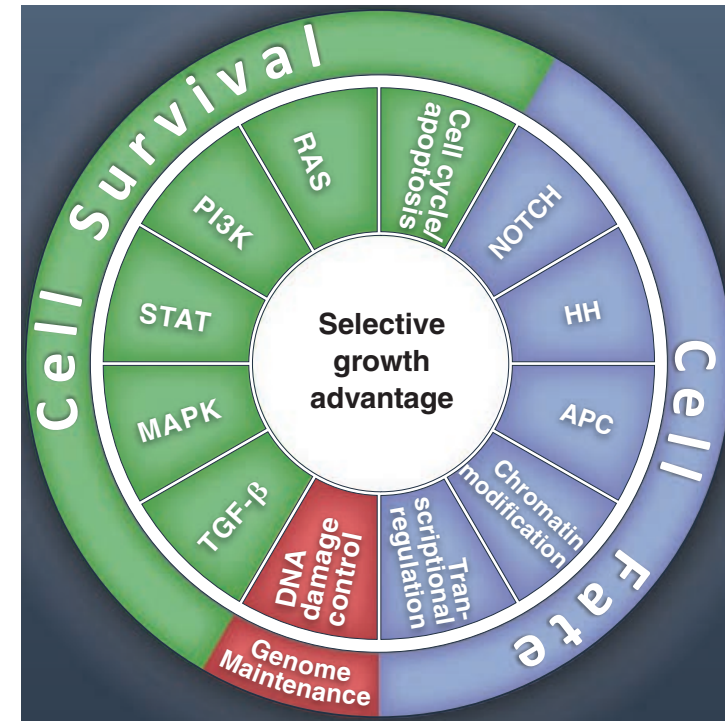 Cell Survival
Cell Fate
Genome
Maintenance
Cell cycle/
apoptosis
NOTCH
HH
APC
Chromatin
modification
Tran-
scriptional
regulation
DNA
damage
control
TGF-β
MAPK
STAT
PI3K
RAS
Selective
growth
advantage